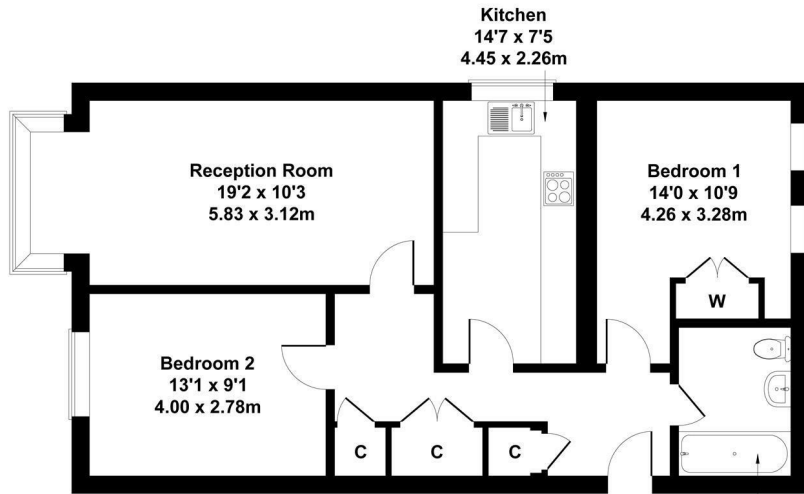 Kitchen
14'7 x 7'5
4.45 x 2.26m
Reception Room
19'2 x 10'3
5.83 x 3.12m
Bedroom 1
14'0 x 10'9
4.26 x 3.28m
W
Bedroom 2
13'1 x 9'1
4.00 x 2.78m
C
C
C